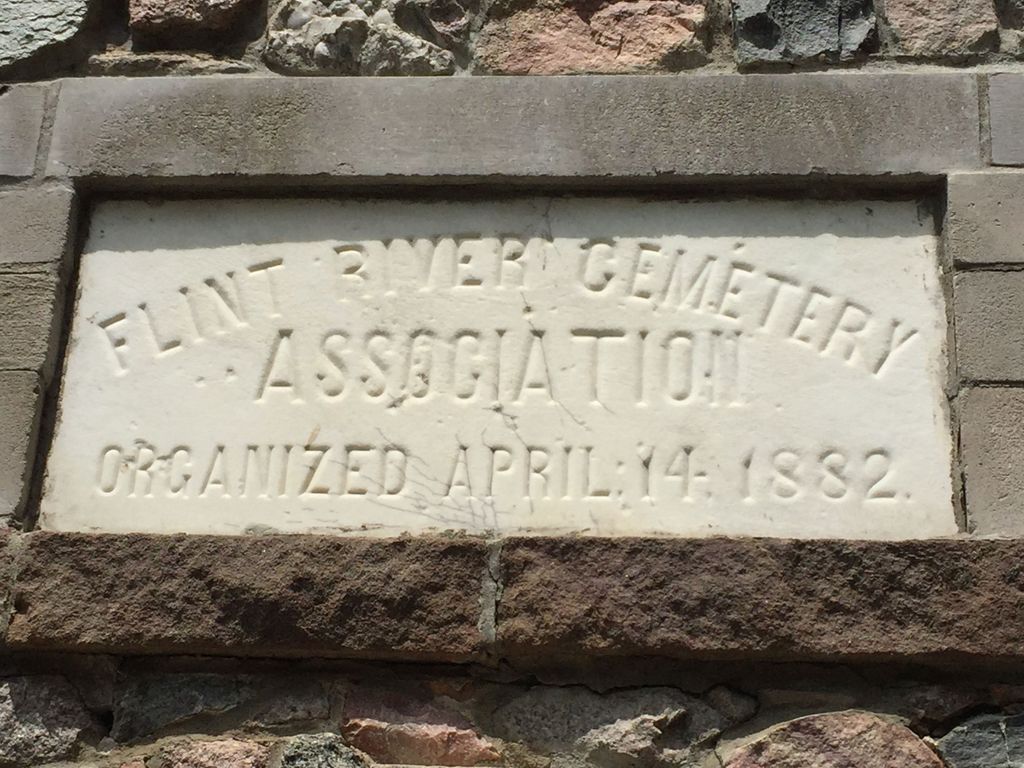 FLINT RIVER CEMETERY
ASSOCIATION.
ORGANIZED APRIL, 14, 1882.